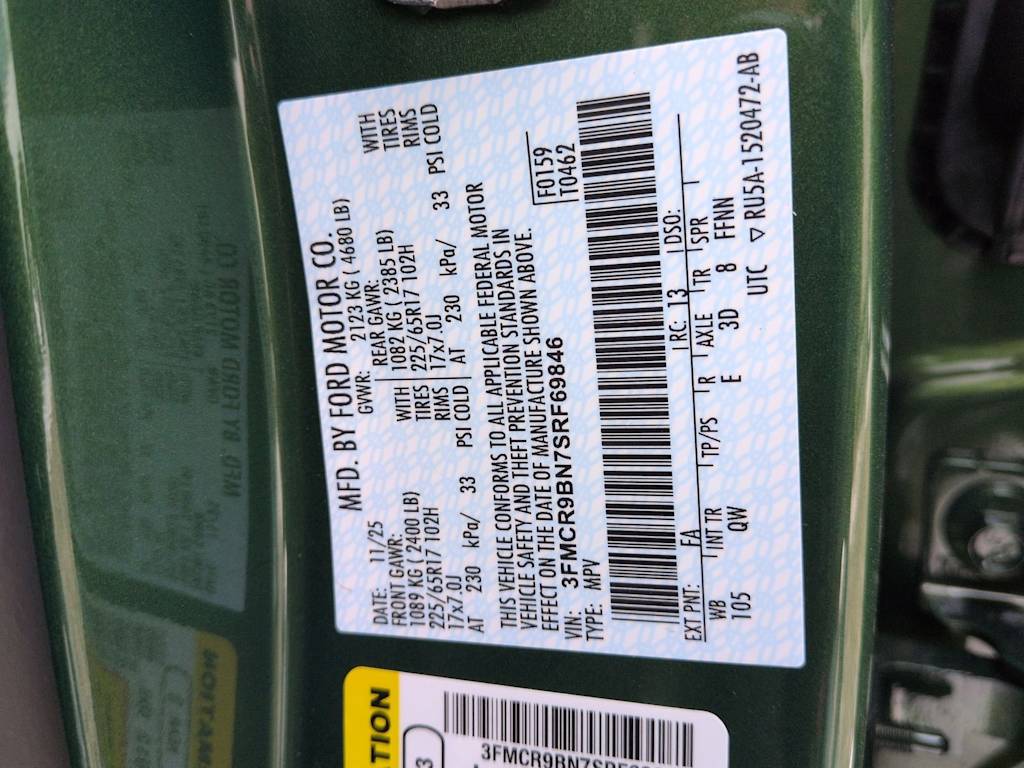 MFD. BY FORD MOTOR CO.
DATE: 11/25 GVWR: 2123 KG ( 4680 LB)
FRONT GAWR: REAR GAWR:
1089 KG ( 2400 LB) WITH 1082 KG ( 2385 LB) WITH
225/65R17 102H TIRES 225/65R17 102H TIRES
17x7.0J RIMS 17x7.0J RIMS
AT 230 kPa/ 33 PSI COLD AT 230 kPa/ 33 PSI COLD
THIS VEHICLE CONFORMS TO ALL APPLICABLE FEDERAL MOTOR
VEHICLE SAFETY AND THEFT PREVENTION STANDARDS IN
EFFECT ON THE DATE OF MANUFACTURE SHOWN ABOVE.
VIN: 3FMCR9BN7SRF69846 F0159
TYPE: MPV T0462
EXT PNT: FA RC: 13 DSO:
WB INT TR TP/PS R AXLE TR SPR
105 QW E 3D 8 FFNN
UTC ▽ RU5A-1520472-AB